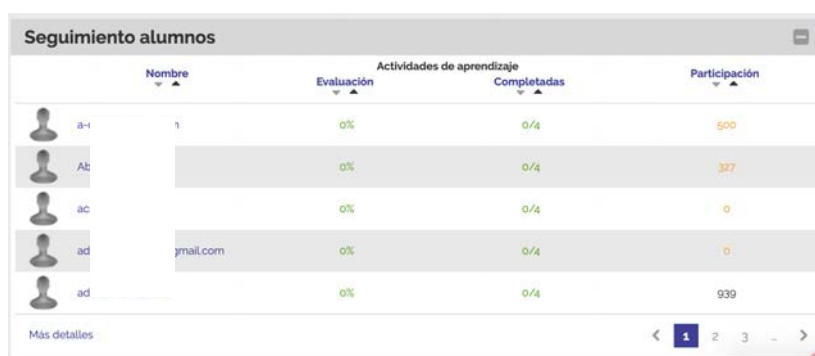 Seguimiento alumnos
Actividades de aprendizaje
Nombre Evaluación Completadas Participación
0% 0/4 500
Ab 0% 0/4 327
ac 0% 0/4 0
ad gmail.com 0% 0/4 0
ad 0% 0/4 939
Más detalles 1 2 3